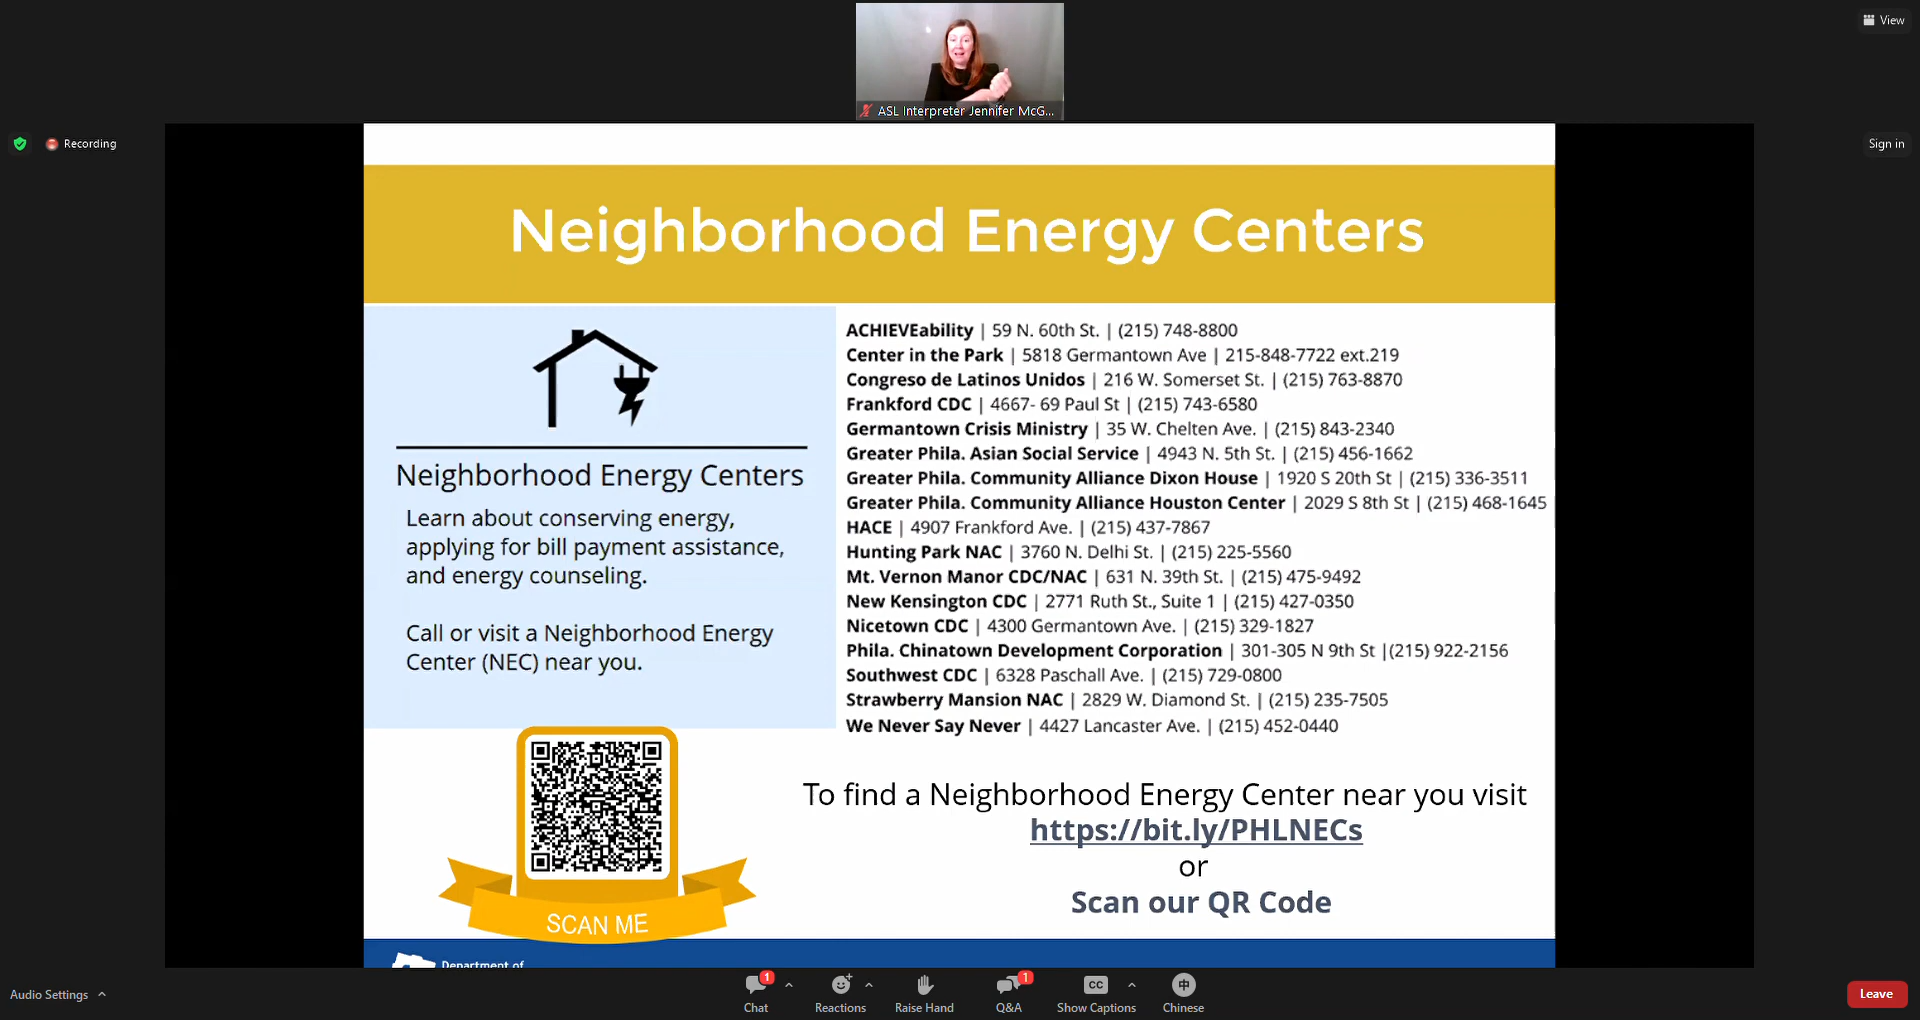 View
ASL Interpreter Jennifer McG...
Recording
Sign in
Neighborhood Energy Centers
Neighborhood Energy Centers
Learn about conserving energy,
applying for bill payment assistance,
and energy counseling.
Call or visit a Neighborhood Energy
Center (NEC) near you.
ACHIEVEability | 59 N. 60th St. | (215) 748-8800
Center in the Park | 5818 Germantown Ave | 215-848-7722 ext.219
Congreso de Latinos Unidos | 216 W. Somerset St. | (215) 763-8870
Frankford CDC | 4667- 69 Paul St | (215) 743-6580
Germantown Crisis Ministry | 35 W. Chelten Ave. | (215) 843-2340
Greater Phila. Asian Social Service | 4943 N. 5th St. | (215) 456-1662
Greater Phila. Community Alliance Dixon House | 1920 S 20th St | (215) 336-3511
Greater Phila. Community Alliance Houston Center | 2029 S 8th St | (215) 468-1645
HACE | 4907 Frankford Ave. | (215) 437-7867
Hunting Park NAC | 3760 N. Delhi St. | (215) 225-5560
Mt. Vernon Manor CDC/NAC | 631 N. 39th St. | (215) 475-9492
New Kensington CDC | 2771 Ruth St., Suite 1 | (215) 427-0350
Nicetown CDC | 4300 Germantown Ave. | (215) 329-1827
Phila. Chinatown Development Corporation | 301-305 N 9th St |(215) 922-2156
Southwest CDC | 6328 Paschall Ave. | (215) 729-0800
Strawberry Mansion NAC | 2829 W. Diamond St. | (215) 235-7505
We Never Say Never | 4427 Lancaster Ave. | (215) 452-0440
SCAN ME
To find a Neighborhood Energy Center near you visit
https://bit.ly/PHLNECs
or
Scan our QR Code
Department of
Audio Settings
1
Chat
Reactions
Raise Hand
1
Q&A
CC
Show Captions
中
Chinese
Leave